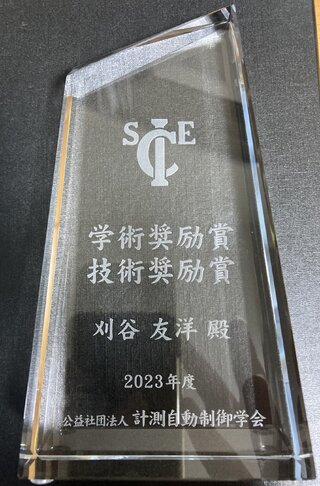 SICE
学術奨励賞
技術奨励賞
刈谷 友洋 殿
2023年度
公益社団法人 計測自動制御学会